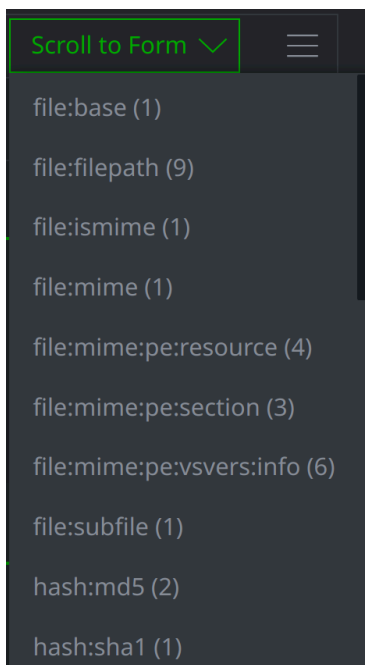 Scroll to Form
file:base (1)
file:filepath (9)
file:ismime (1)
file:mime (1)
file:mime:pe:resource (4)
file:mime:pe:section (3)
file:mime:pe:vsvers:info (6)
file:subfile (1)
hash:md5 (2)
hash:sha1 (1)